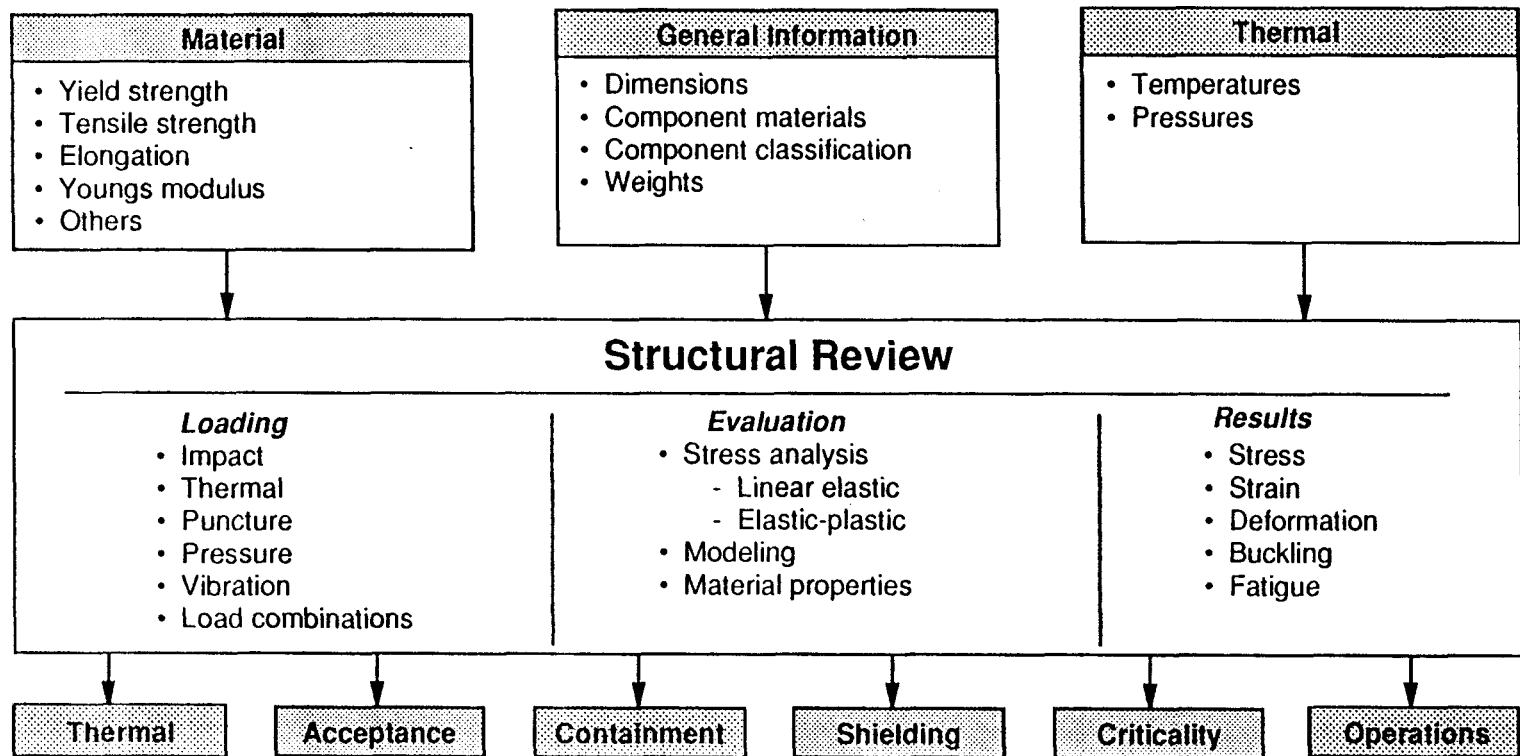 Material
• Yield strength
• Tensile strength
• Elongation
• Youngs modulus
• Others
General Information
• Dimensions
• Component materials
• Component classification
• Weights
Thermal
• Temperatures
• Pressures
Structural Review
Loading
• Impact
• Thermal
• Puncture
• Pressure
• Vibration
• Load combinations
Evaluation
• Stress analysis
- Linear elastic
- Elastic-plastic
• Modeling
• Material properties
Results
• Stress
• Strain
• Deformation
• Buckling
• Fatigue
Thermal
Acceptance
Containment
Shielding
Criticality
Operations